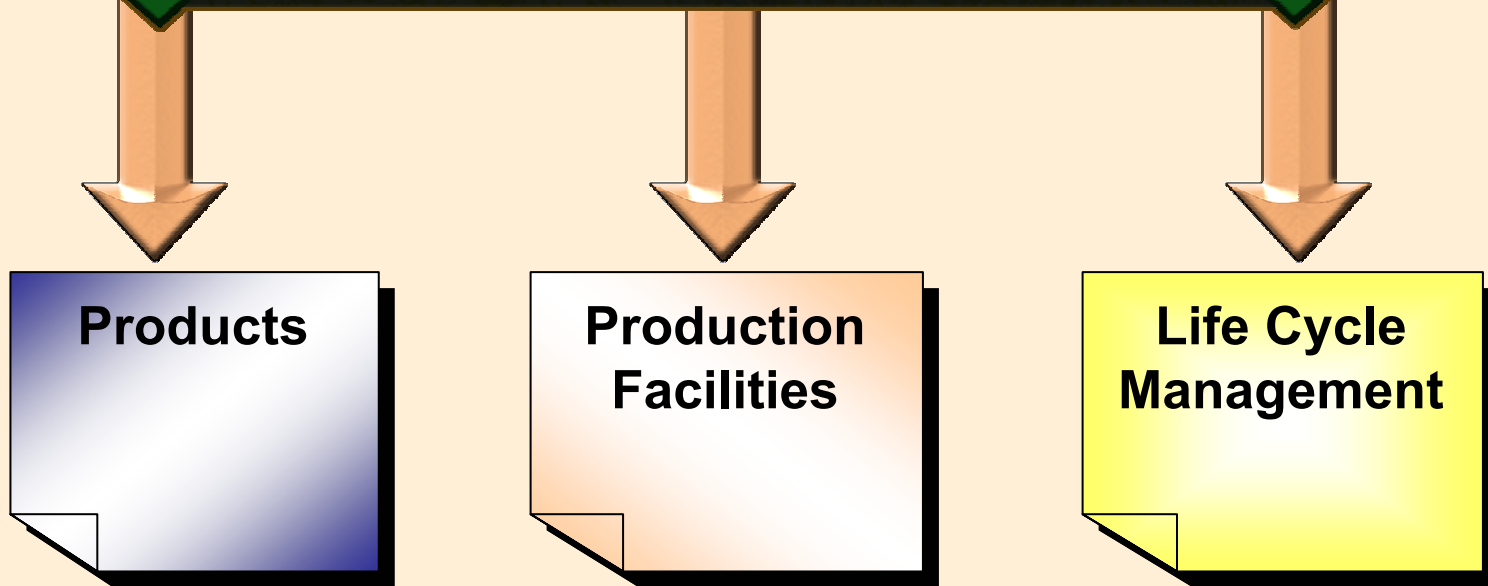 Products
Production
Facilities
Life Cycle
Management